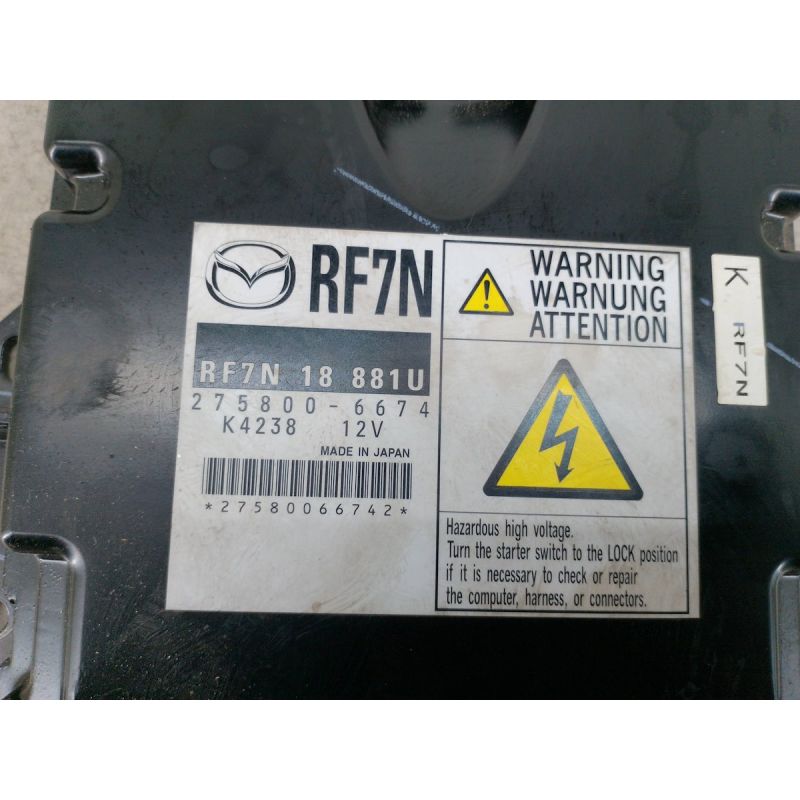 RF7N
RF7N 18 881U
275800-6674
K4238 12V
MADE IN JAPAN
*27580066742*
WARNING
WARNUNG
ATTENTION
Hazardous high voltage.
Turn the starter switch to the LOCK position
if it is necessary to check or repair
the computer, harness, or connectors.
K RF7N